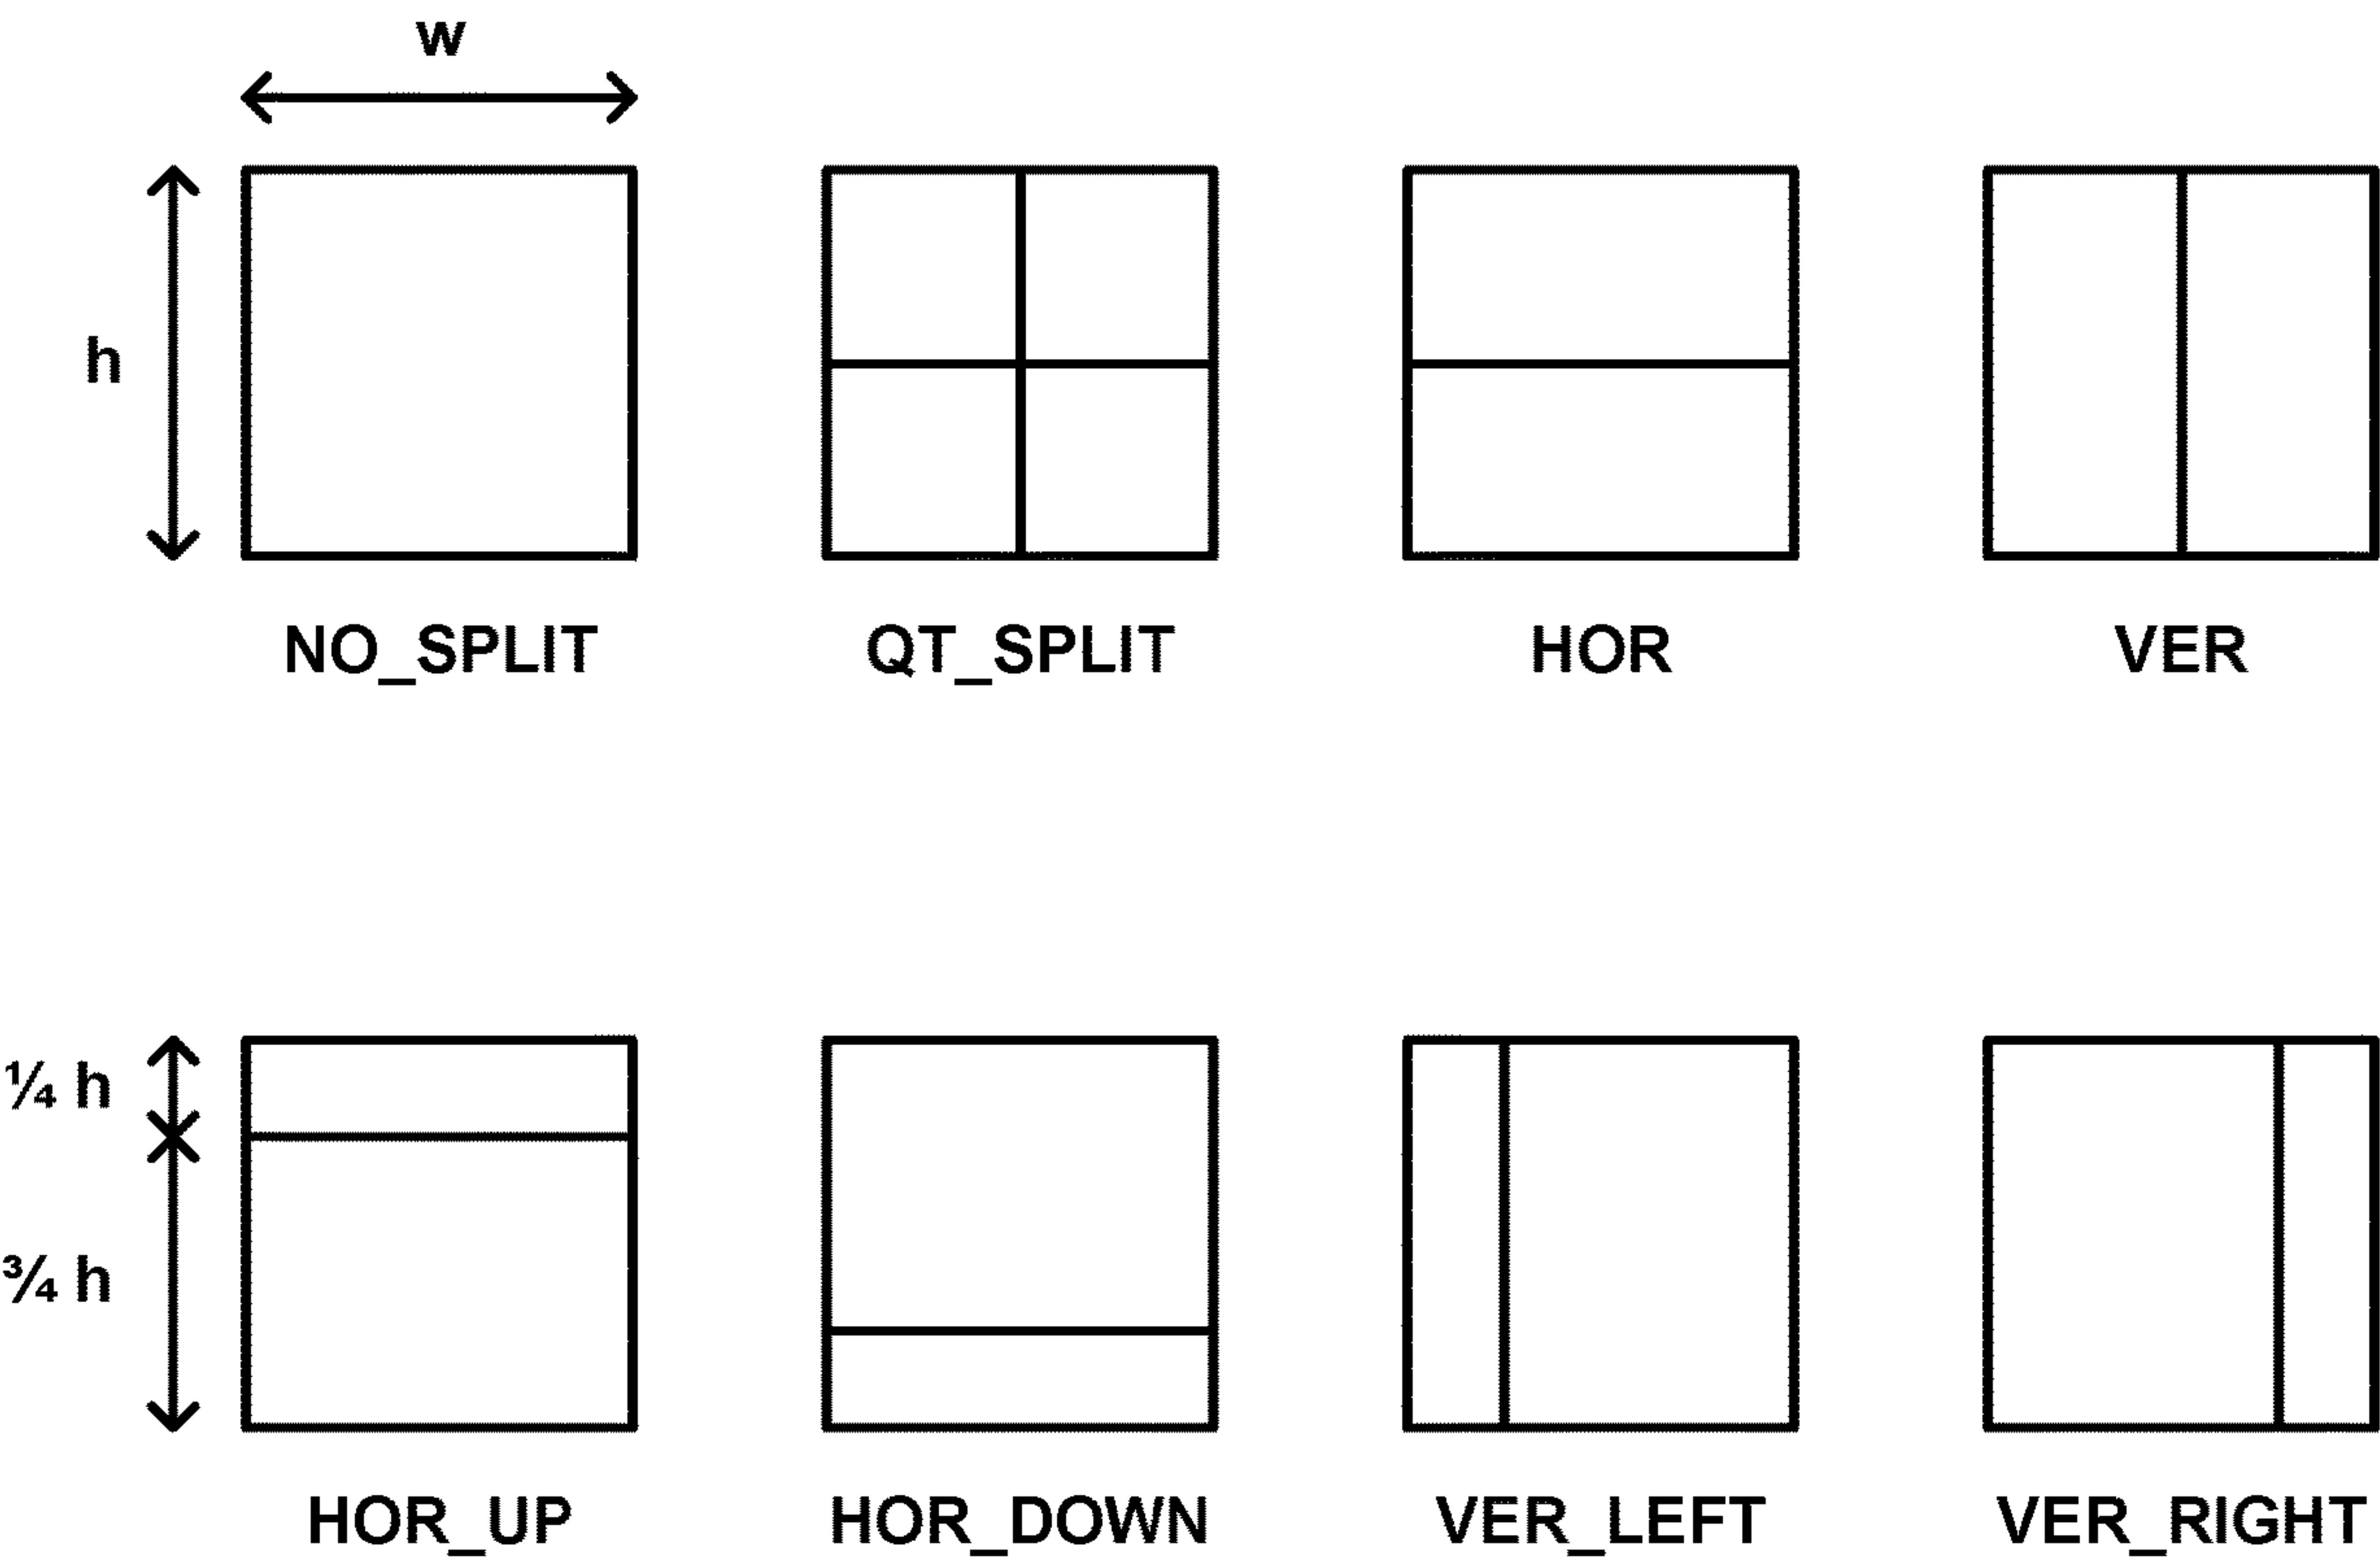 w
h
NO_SPLIT QT_SPLIT HOR VER
¼ h
¾ h
HOR_UP HOR_DOWN VER_LEFT VER_RIGHT